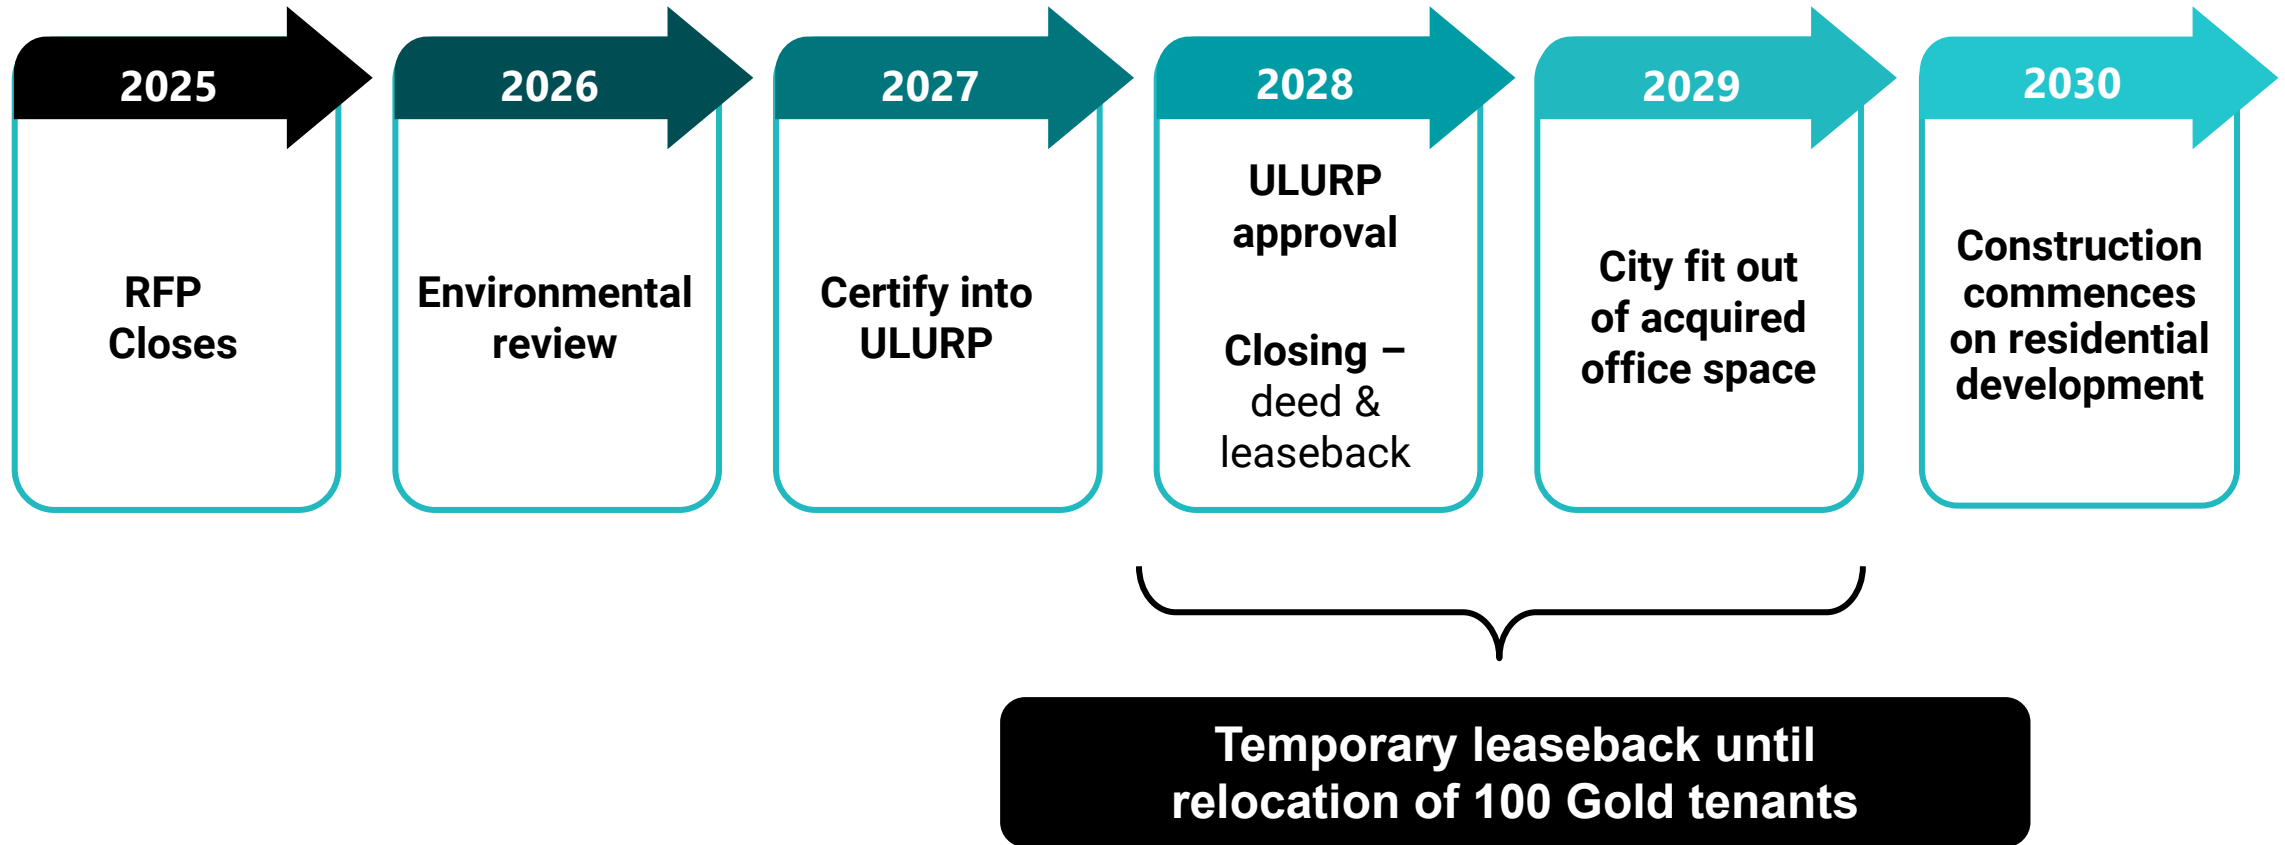 2025
RFP
Closes
2026
Environmental
review
2027
Certify into
ULURP
2028
ULURP
approval
Closing –
deed &
leaseback
2029
City fit out
of acquired
office space
2030
Construction
commences
on residential
development
Temporary leaseback until
relocation of 100 Gold tenants